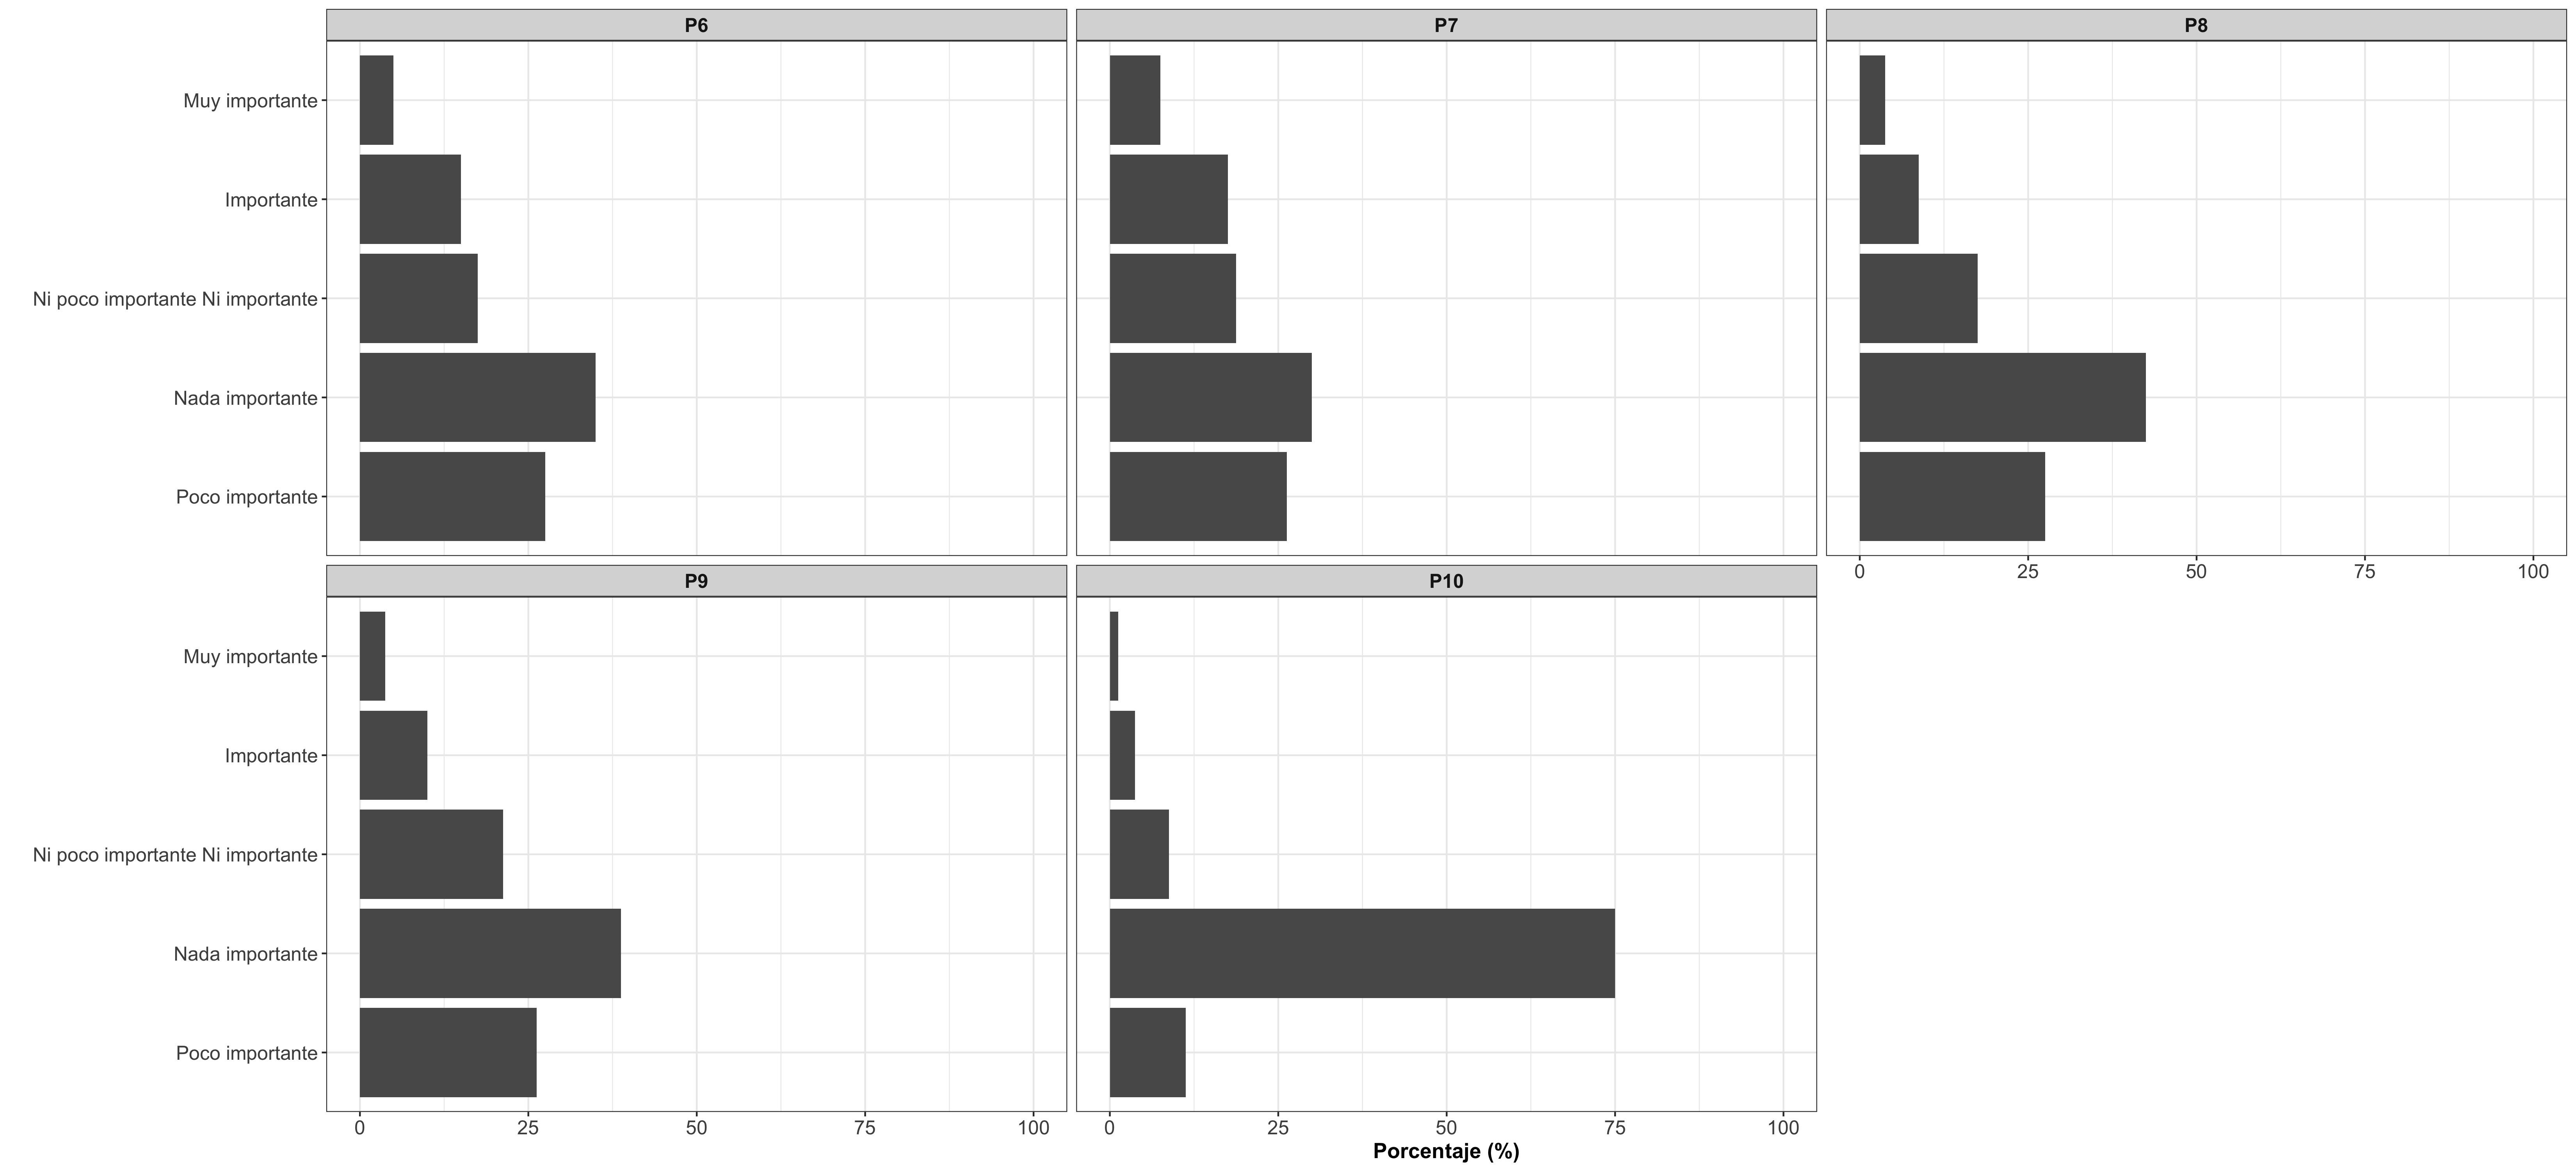 P6
P7
P8
Muy importante
Importante
Ni poco importante Ni importante
Nada importante
Poco importante
0 25 50 75 100
P9
P10
Muy importante
Importante
Ni poco importante Ni importante
Nada importante
Poco importante
0 25 50 75 100
0 25 50 75 100
Porcentaje (%)